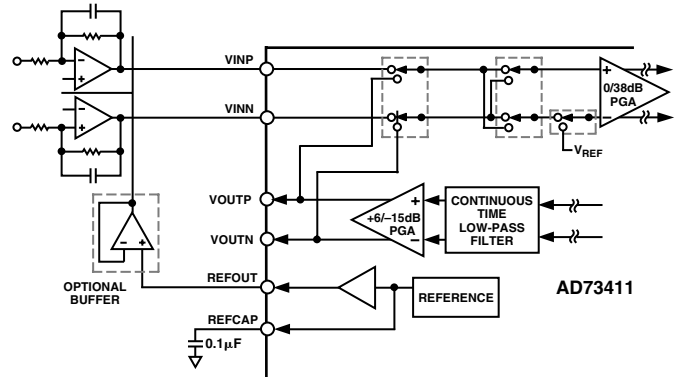 VINP
VINN
0/38dB
PGA
VREF
VOUTP
VOUTN
+6/–15dB
PGA
CONTINUOUS
TIME
LOW-PASS
FILTER
OPTIONAL
BUFFER
REFOUT
REFERENCE
AD73411
REFCAP
0.1μF